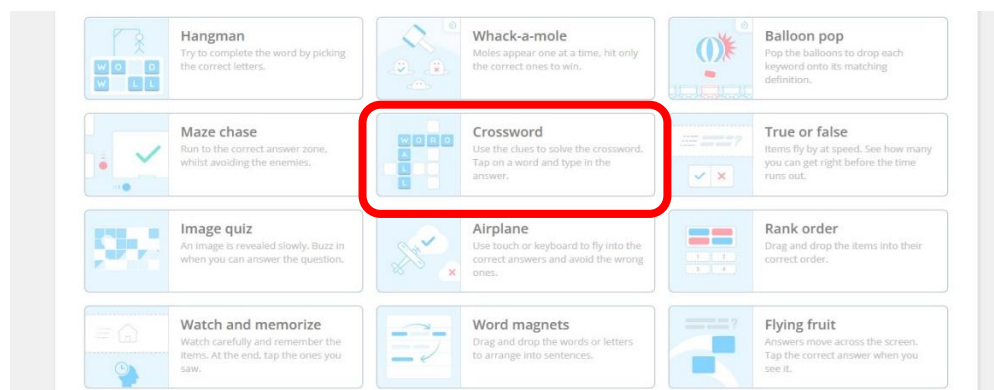 Hangman
Try to complete the word by picking
the correct letters.
W O D
W L L
Whack-a-mole
Moles appear one at a time, hit only
the correct ones to win.
Balloon pop
Pop the balloons to drop each
keyword onto its matching
definition.
Maze chase
Run to the correct answer zone,
whilst avoiding the enemies.
WORD
A
L
L
Crossword
Use the clues to solve the crossword.
Tap on a word and type in the
answer.
?
True or false
Items fly by at speed. See how many
you can get right before the time
runs out.
Image quiz
An image is revealed slowly. Buzz in
when you can answer the question.
Airplane
Use touch or keyboard to fly into the
correct answers and avoid the wrong
ones.
1 2
3 4
Rank order
Drag and drop the items into their
correct order.
Watch and memorize
Watch carefully and remember the
items. At the end, tap the ones you
saw.
Word magnets
Drag and drop the words or letters
to arrange into sentences.
?
Flying fruit
Answers move across the screen.
Tap the correct answer when you
see it.